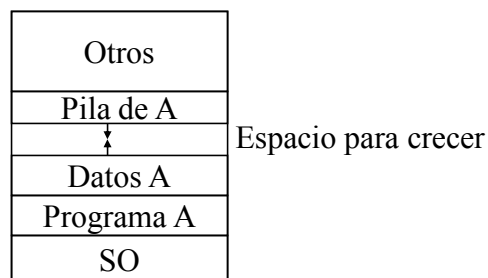 Otros
Pila de A
Espacio para crecer
Datos A
Programa A
SO